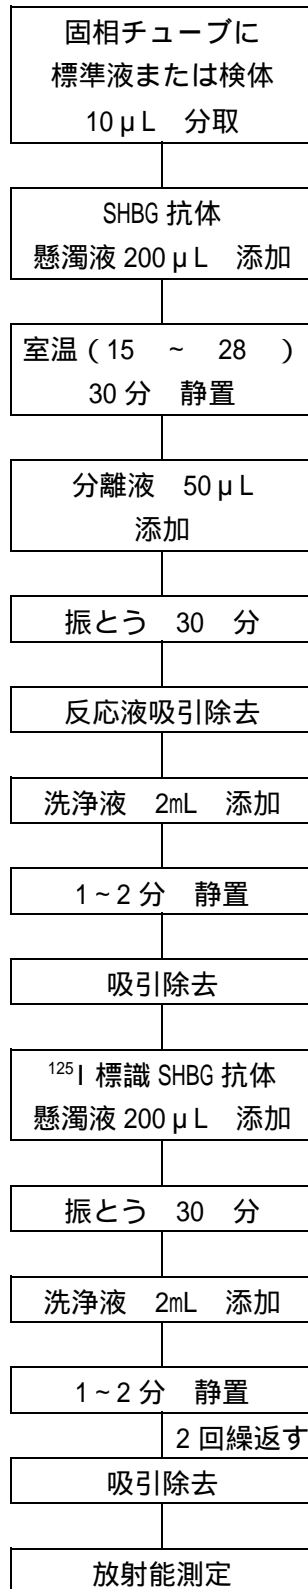 固相チューブに
標準液または検体
10μL 分取
SHBG 抗体
懸濁液 200μL 添加
室温(15 ~ 28 )
30分 静置
分離液 50μL
添加
振とう 30 分
反応液吸引除去
洗浄液 2mL 添加
1~2分 静置
吸引除去
¹²⁵I 標識 SHBG 抗体
懸濁液 200μL 添加
振とう 30 分
洗浄液 2mL 添加
1~2分 静置
2回繰返す
吸引除去
放射能測定